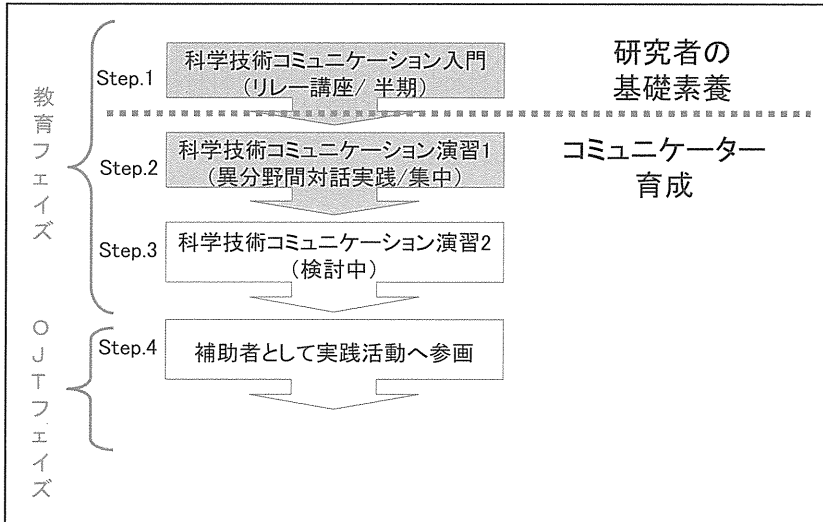 教育フェイズ
Step.1
科学技術コミュニケーション入門
(リレー講座/ 半期)
研究者の
基礎素養
Step.2
科学技術コミュニケーション演習1
(異分野間対話実践/集中)
コミュニケーター
育成
Step.3
科学技術コミュニケーション演習2
(検討中)
OJTフェイズ
Step.4
補助者として実践活動へ参画